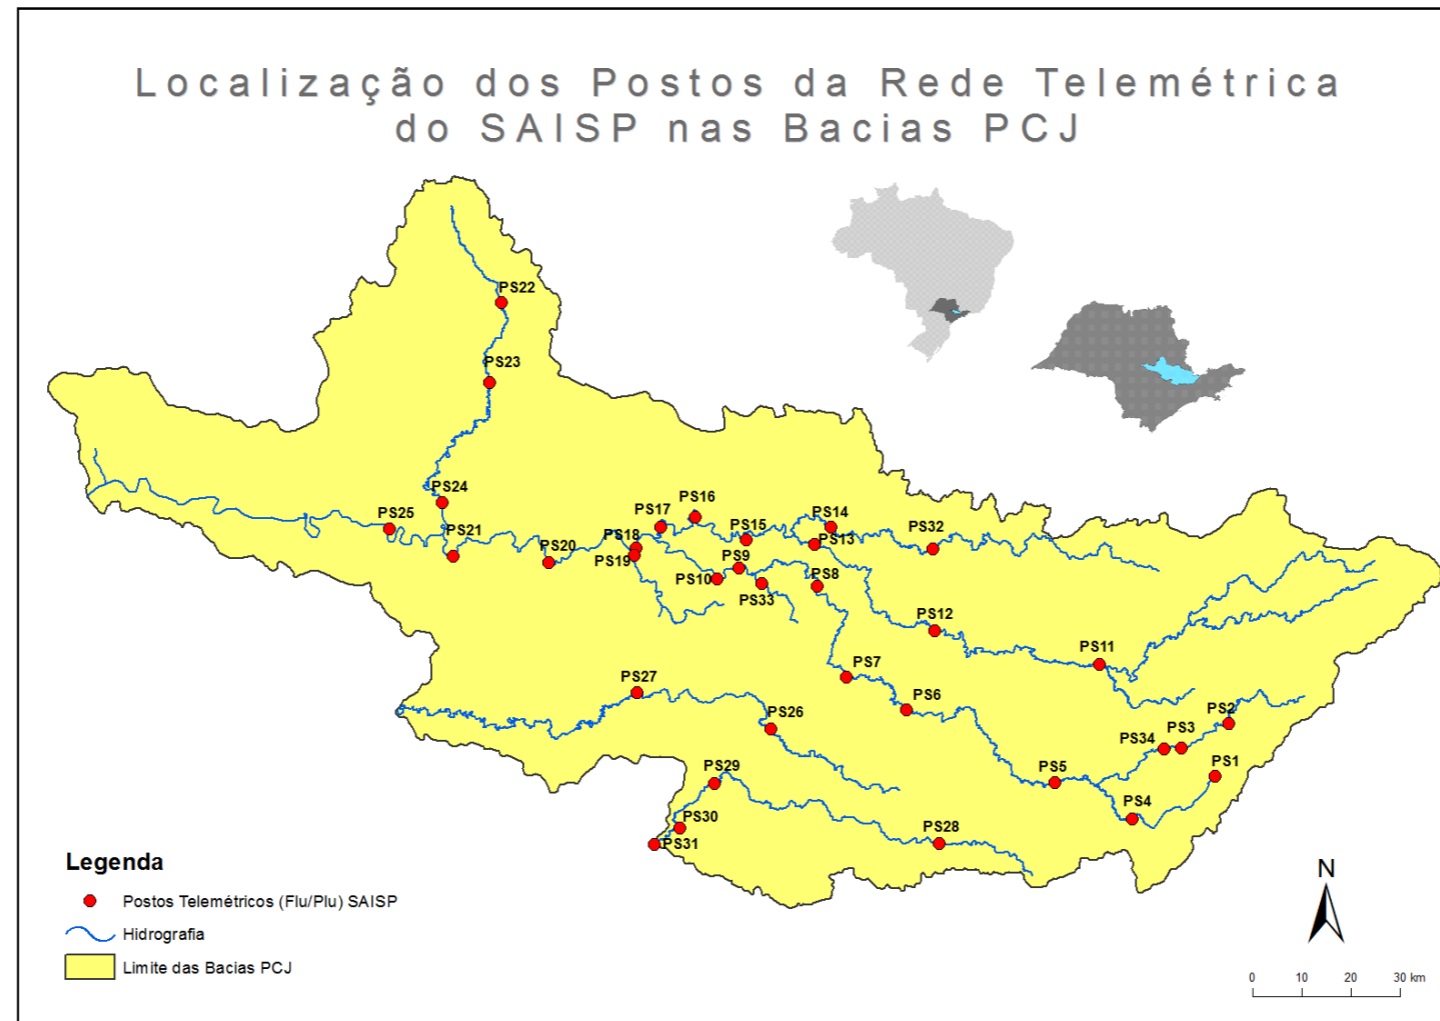 Localização dos Postos da Rede Telemétrica
do SAISP nas Bacias PCJ
PS22
PS23
PS24
PS25
PS21
PS20
PS18
PS19
PS17
PS16
PS15
PS14
PS13
PS32
PS9
PS10
PS33
PS8
PS12
PS11
PS7
PS6
PS27
PS26
PS2
PS3
PS34
PS1
PS5
PS4
PS29
PS30
PS31
PS28
Legenda
Postos Telemétricos (Flu/Plu) SAISP
Hidrografia
Limite das Bacias PCJ
N
0 10 20 30 km